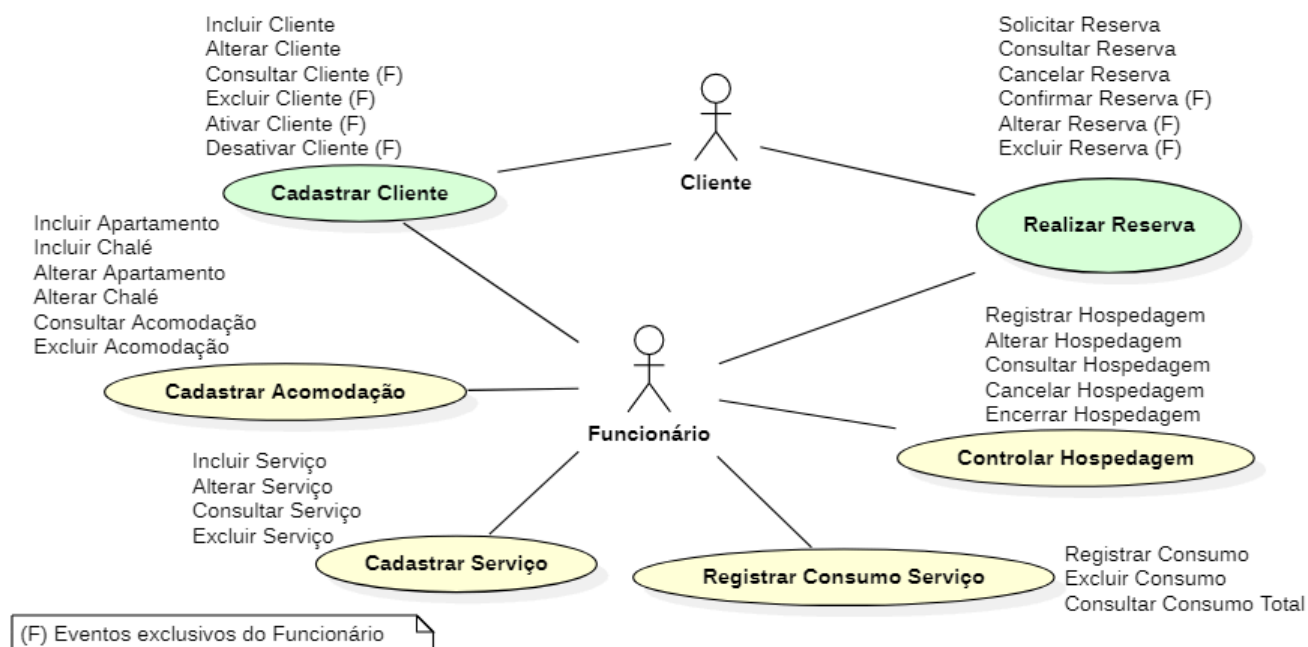 Incluir Cliente
Alterar Cliente
Consultar Cliente (F)
Excluir Cliente (F)
Ativar Cliente (F)
Desativar Cliente (F)
Cadastrar Cliente
Cliente
Solicitar Reserva
Consultar Reserva
Cancelar Reserva
Confirmar Reserva (F)
Alterar Reserva (F)
Excluir Reserva (F)
Realizar Reserva
Incluir Apartamento
Incluir Chalé
Alterar Apartamento
Alterar Chalé
Consultar Acomodação
Excluir Acomodação
Cadastrar Acomodação
Funcionário
Registrar Hospedagem
Alterar Hospedagem
Consultar Hospedagem
Cancelar Hospedagem
Encerrar Hospedagem
Controlar Hospedagem
Incluir Serviço
Alterar Serviço
Consultar Serviço
Excluir Serviço
Cadastrar Serviço
Registrar Consumo Serviço
Registrar Consumo
Excluir Consumo
Consultar Consumo Total
(F) Eventos exclusivos do Funcionário